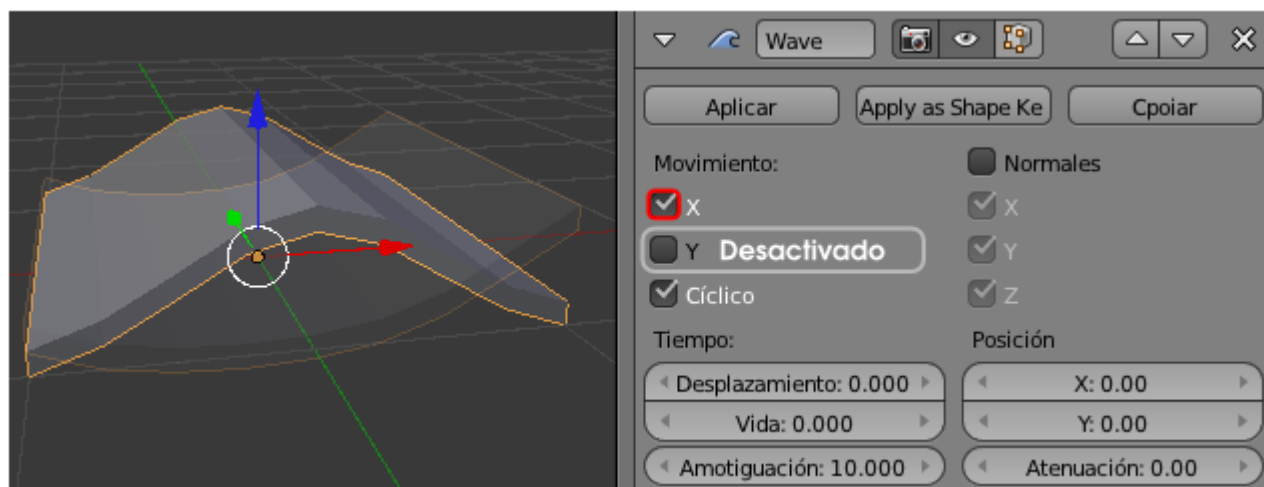 Wave
Aplicar Apply as Shape Ke Cpoiar
Movimiento: Normales
X X
Y Desactivado Y
Cíclico Z
Tiempo: Posición
Desplazamiento: 0.000 X: 0.00
Vida: 0.000 Y: 0.00
Amotiguación: 10.000 Atenuación: 0.00